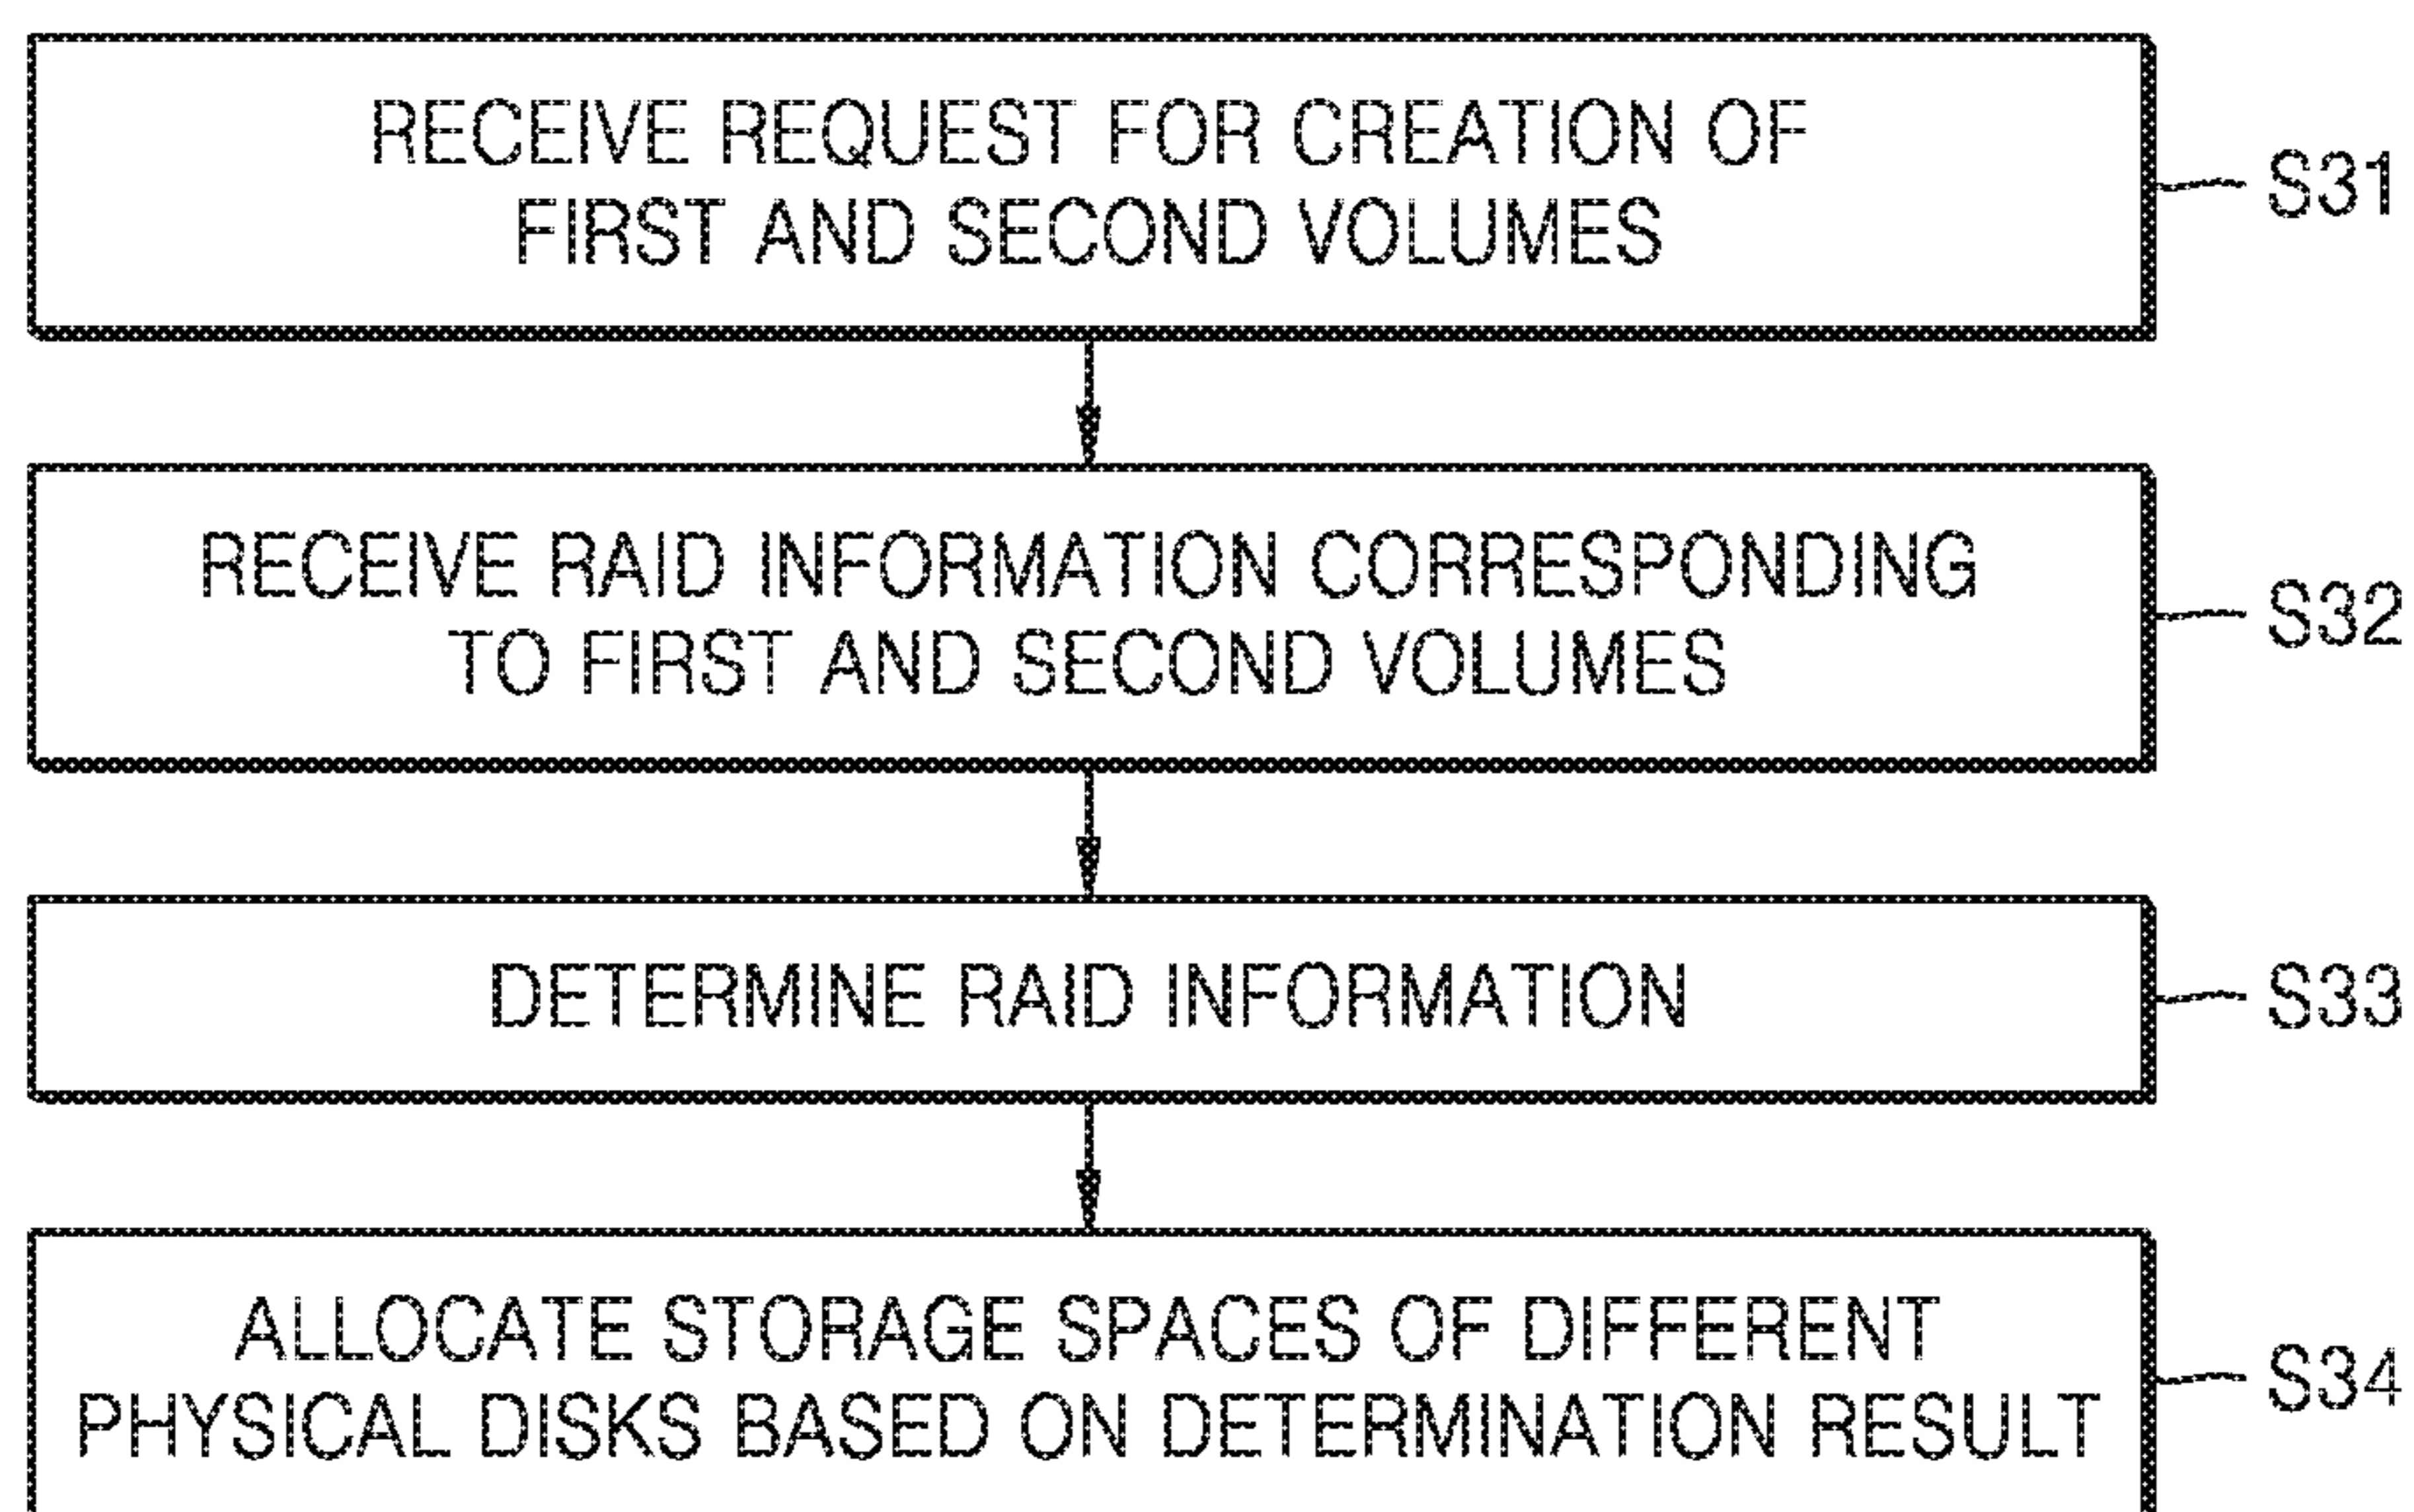 RECEIVE REQUEST FOR CREATION OF
FIRST AND SECOND VOLUMES
S31
RECEIVE RAID INFORMATION CORRESPONDING
TO FIRST AND SECOND VOLUMES
S32
DETERMINE RAID INFORMATION
S33
ALLOCATE STORAGE SPACES OF DIFFERENT
PHYSICAL DISKS BASED ON DETERMINATION RESULT
S34